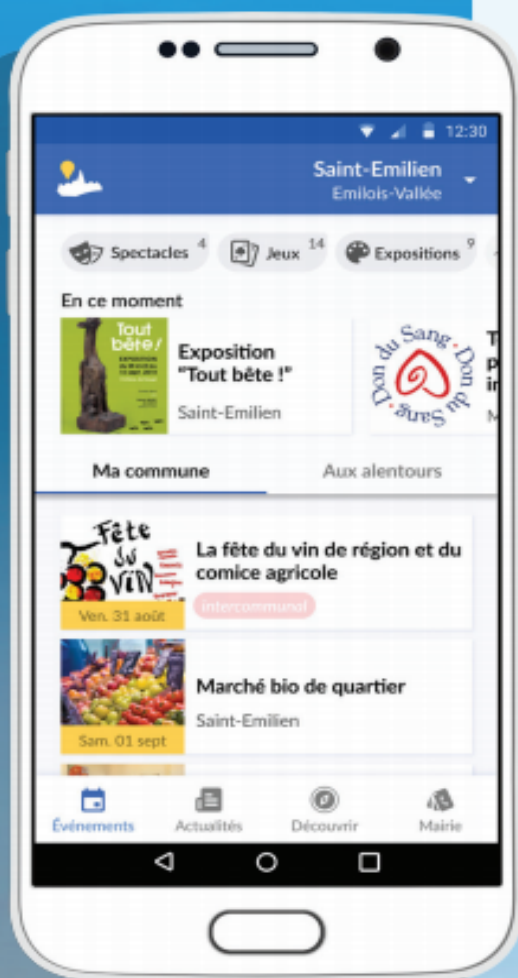 12:30
Saint-Emilien
Emilois-Vallée
Spectacles 4
Jeux 14
Expositions 9
En ce moment
Tout
bête !
Exposition
"Tout bête !"
Saint-Emilien
Don du Sang · Don du Sang
Ma commune
Aux alentours
Fête
du
VIN
Ven. 31 août
La fête du vin de région et du
comice agricole
intercommunal
Sam. 01 sept
Marché bio de quartier
Saint-Emilien
Événements
Actualités
Découvrir
Mairie